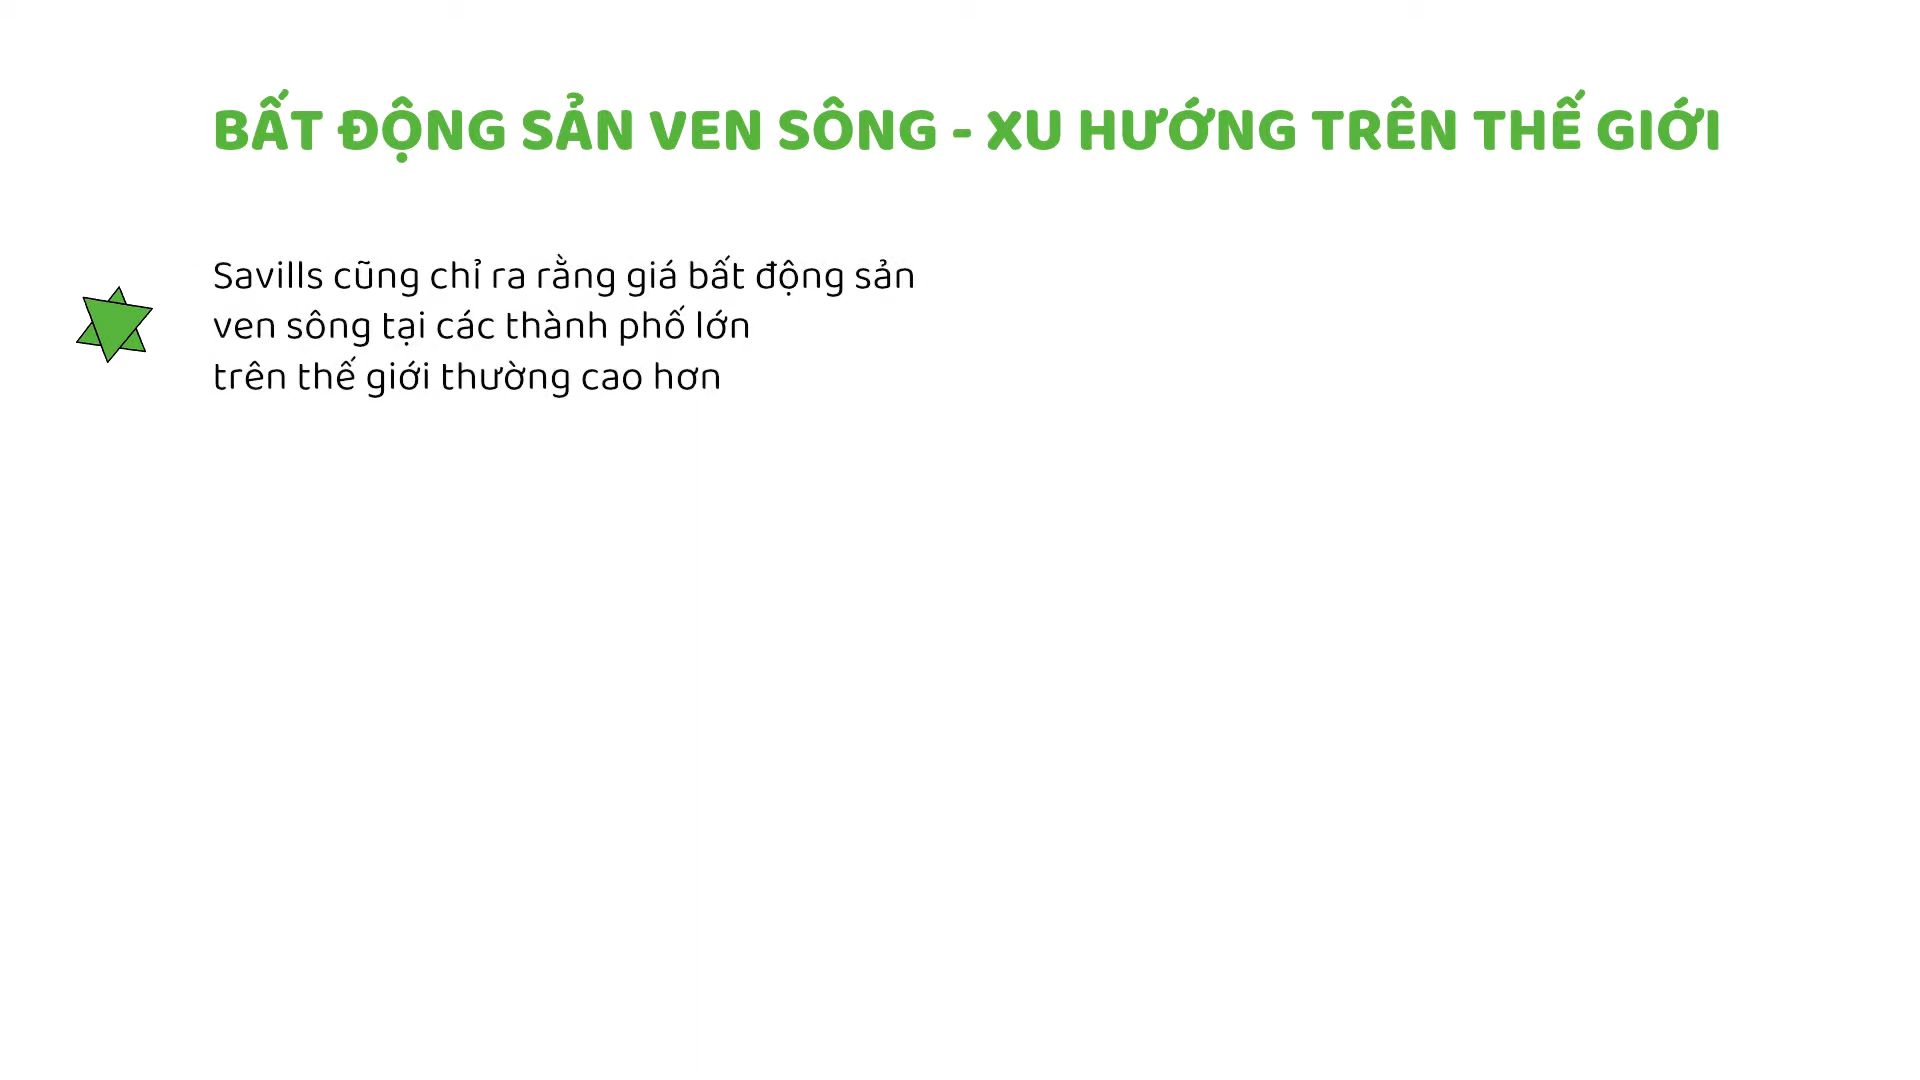 BẤT ĐỘNG SẢN VEN SÔNG - XU HƯỚNG TRÊN THẾ GIỚI
Savills cũng chỉ ra rằng giá bất động sản
ven sông tại các thành phố lớn
trên thế giới thường cao hơn